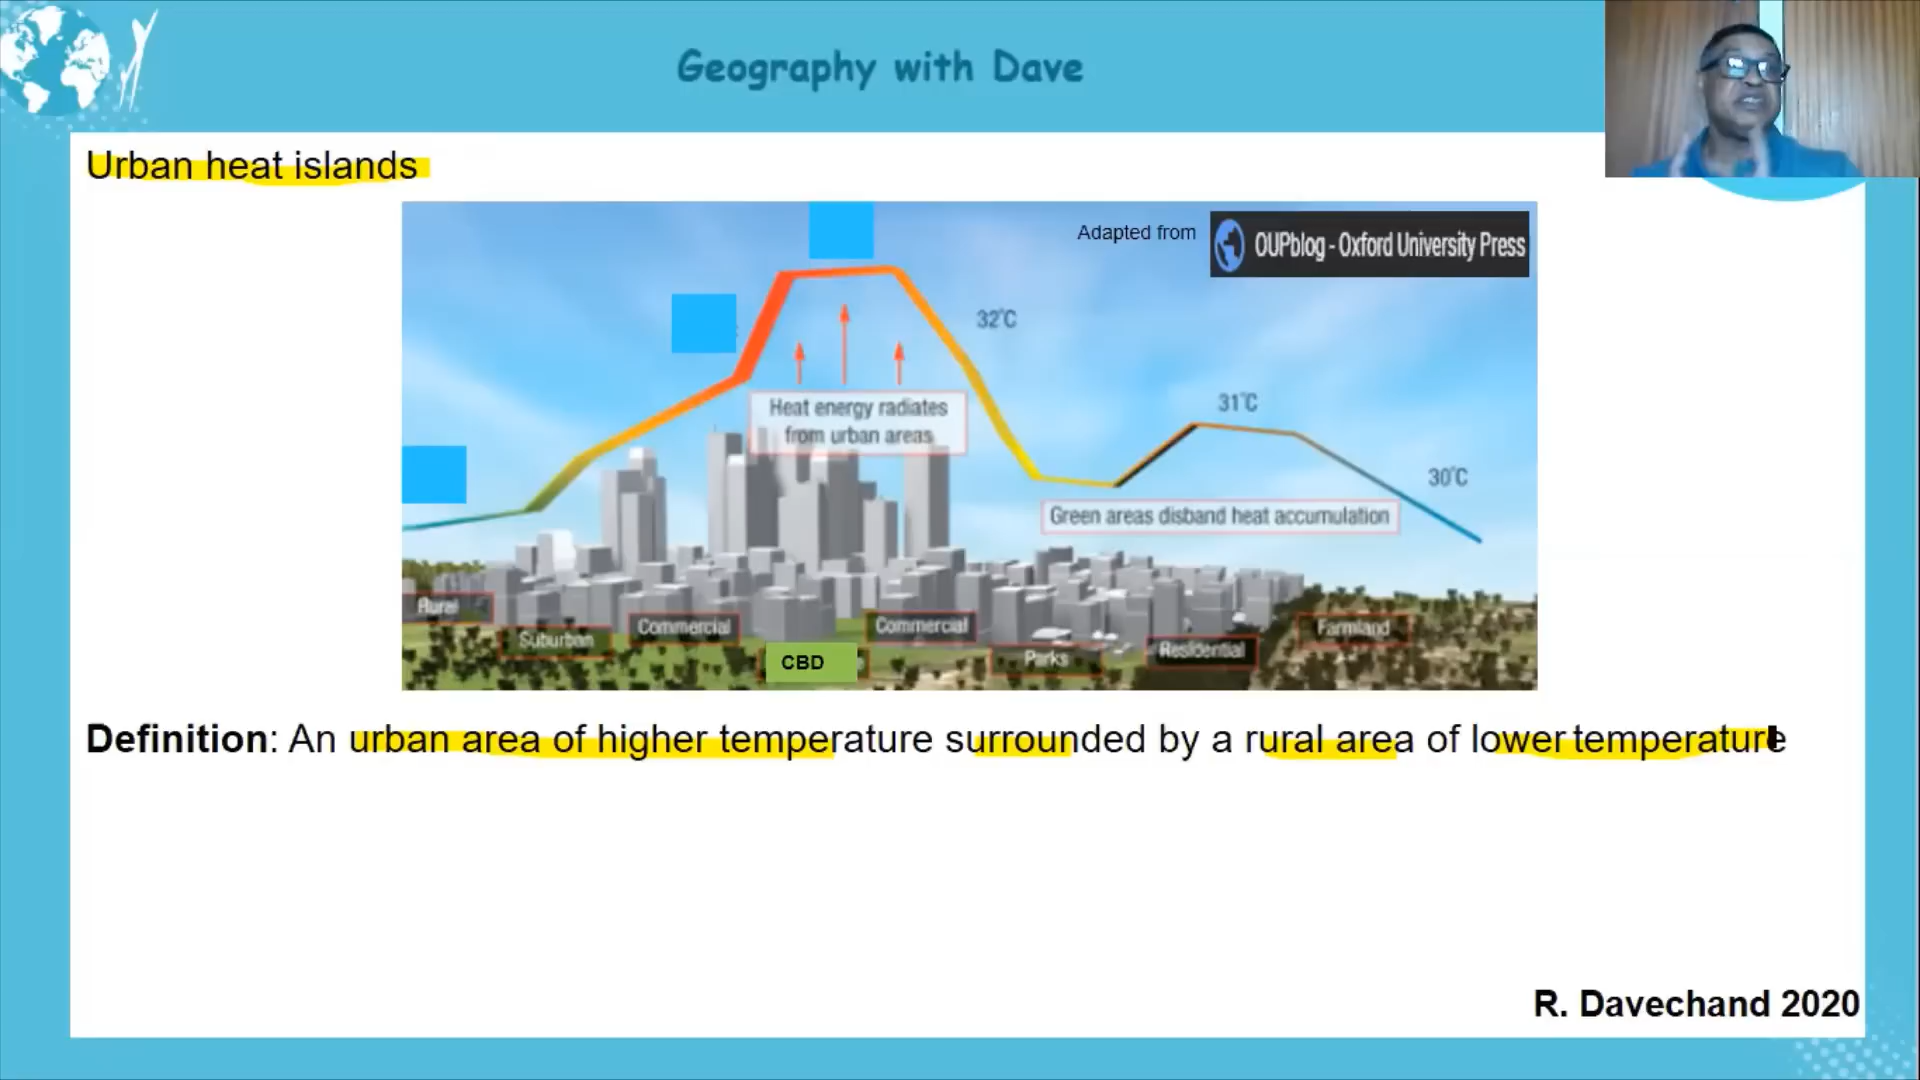 Geography with Dave
Urban heat islands
Adapted from
OUPblog - Oxford University Press
32°C
Heat energy radiates
from urban areas
31°C
30°C
Green areas disband heat accumulation
Rural
Suburban
Commercial
CBD
Commercial
Parks
Residential
Farmland
Definition: An urban area of higher temperature surrounded by a rural area of lower temperature
R. Davechand 2020